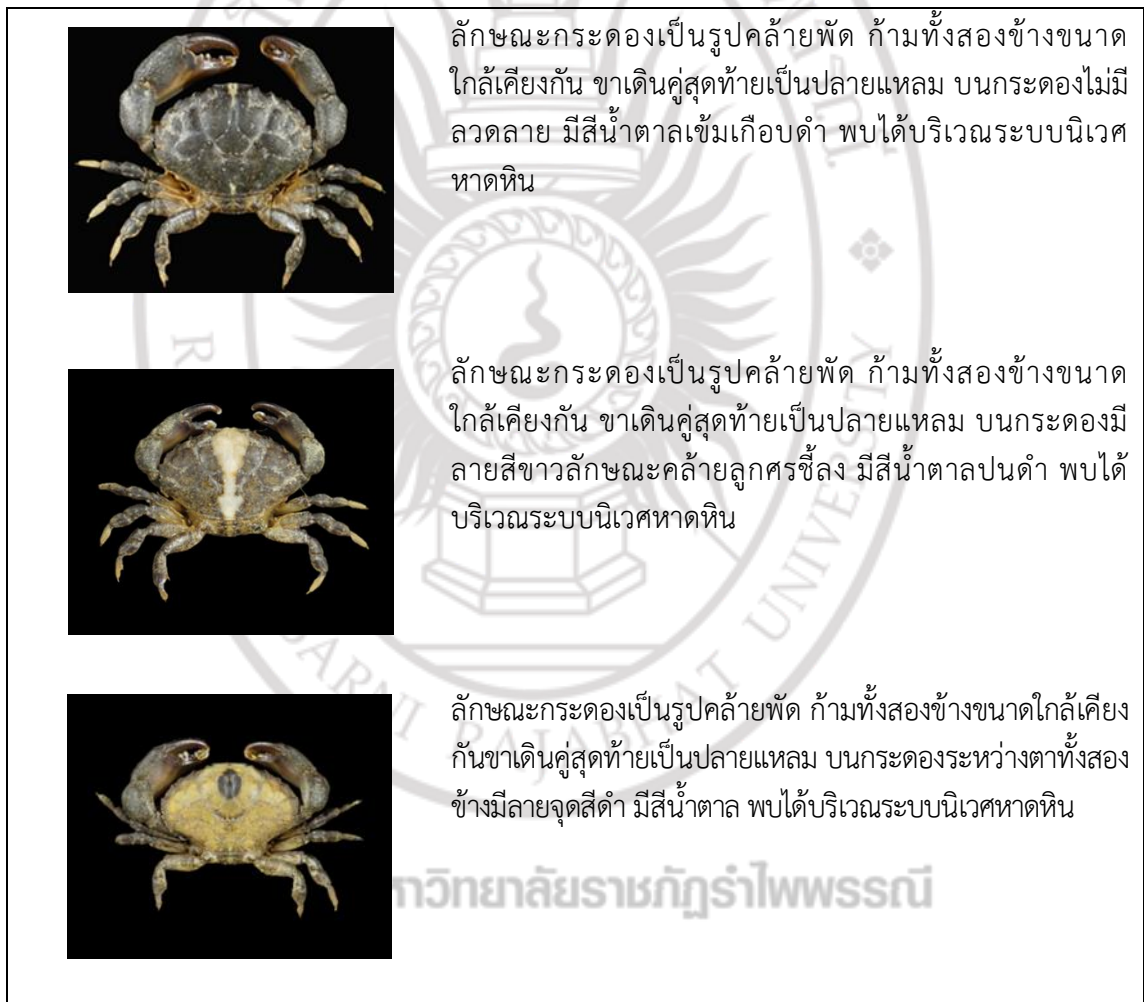 ลักษณะกระดองเป็นรูปคล้ายพัด ก้ามทั้งสองข้างขนาด
ใกล้เคียงกัน ขาเดินคู่สุดท้ายเป็นปลายแหลม บนกระดองไม่มี
ลวดลาย มีสีน้ำตาลเข้มเกือบดำ พบได้บริเวณระบบนิเวศ
หาดหิน
ลักษณะกระดองเป็นรูปคล้ายพัด ก้ามทั้งสองข้างขนาด
ใกล้เคียงกัน ขาเดินคู่สุดท้ายเป็นปลายแหลม บนกระดองมี
ลายสีขาวลักษณะคล้ายลูกศรชี้ลง มีสีน้ำตาลปนดำ พบได้
บริเวณระบบนิเวศหาดหิน
ลักษณะกระดองเป็นรูปคล้ายพัด ก้ามทั้งสองข้างขนาดใกล้เคียง
กันขาเดินคู่สุดท้ายเป็นปลายแหลม บนกระดองระหว่างตาทั้งสอง
ข้างมีลายจุดสีดำ มีสีน้ำตาล พบได้บริเวณระบบนิเวศหาดหิน
RAJABHAT UNIVERSITY
าวิทยาลัยราชภัฏรำไพพรรณี